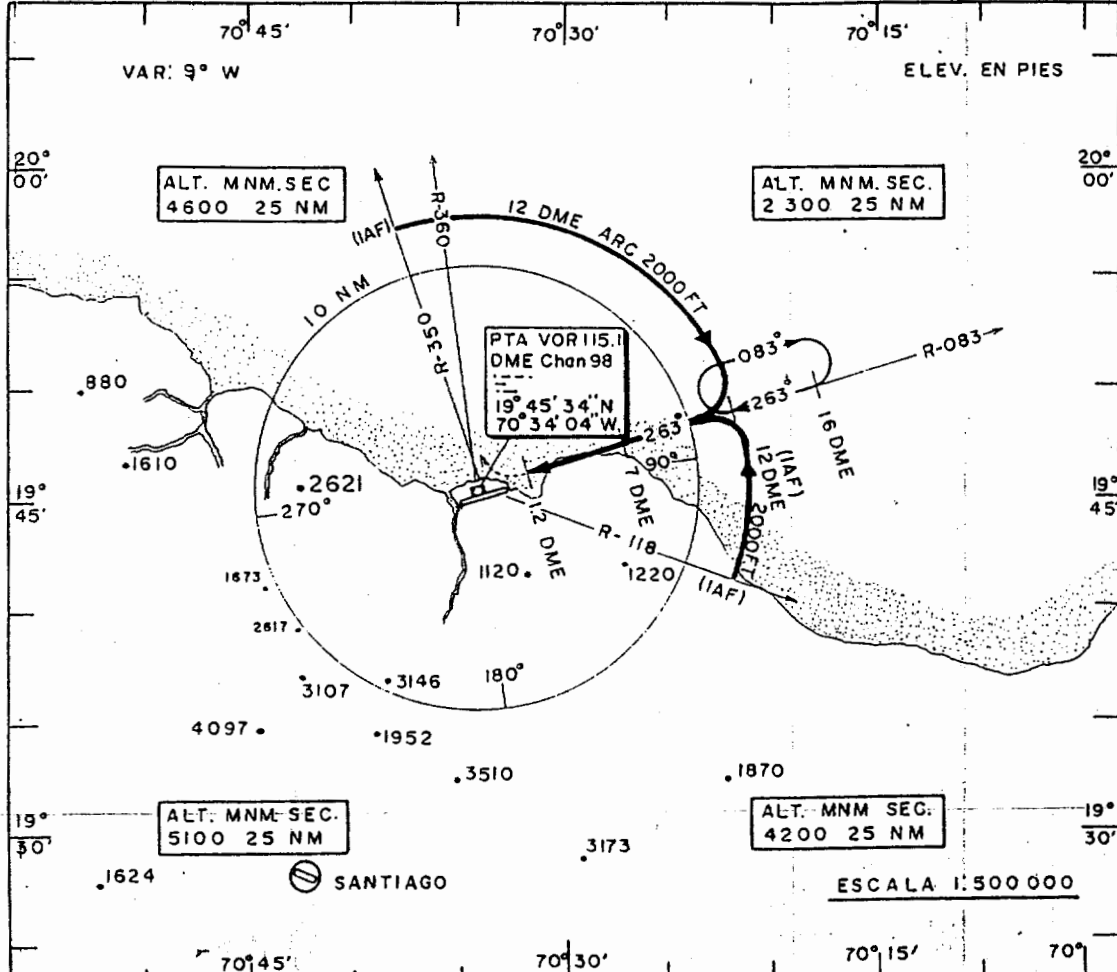 70° 45'
70° 30'
70° 15'
VAR: 9° W
ELEV. EN PIES
20° 00'
20° 00'
ALT. MNM. SEC
4600 25 NM
ALT. MNM. SEC.
2300 25 NM
(IAF)
R-360
12 DME ARC 2000 FT
10 NM
R-350
PTA VOR 115.1
DME Chan 98
19° 45' 34" N
70° 34' 04" W
083°
R-083
263°
263°
16 DME
880
90°
(IAF)
12 DME
1610
2621
270°
7 DME
19° 45'
19° 45'
1.2 DME
2000 FT
R-118
1120
1220
(IAF)
1673
2617
180°
3107
3146
4097
1952
3510
1870
ALT. MNM. SEC.
5100 25 NM
ALT. MNM SEC.
4200 25 NM
19° 30'
19° 30'
3173
1624
SANTIAGO
ESCALA 1:500 000
70° 45'
70° 30'
70° 15'
70°